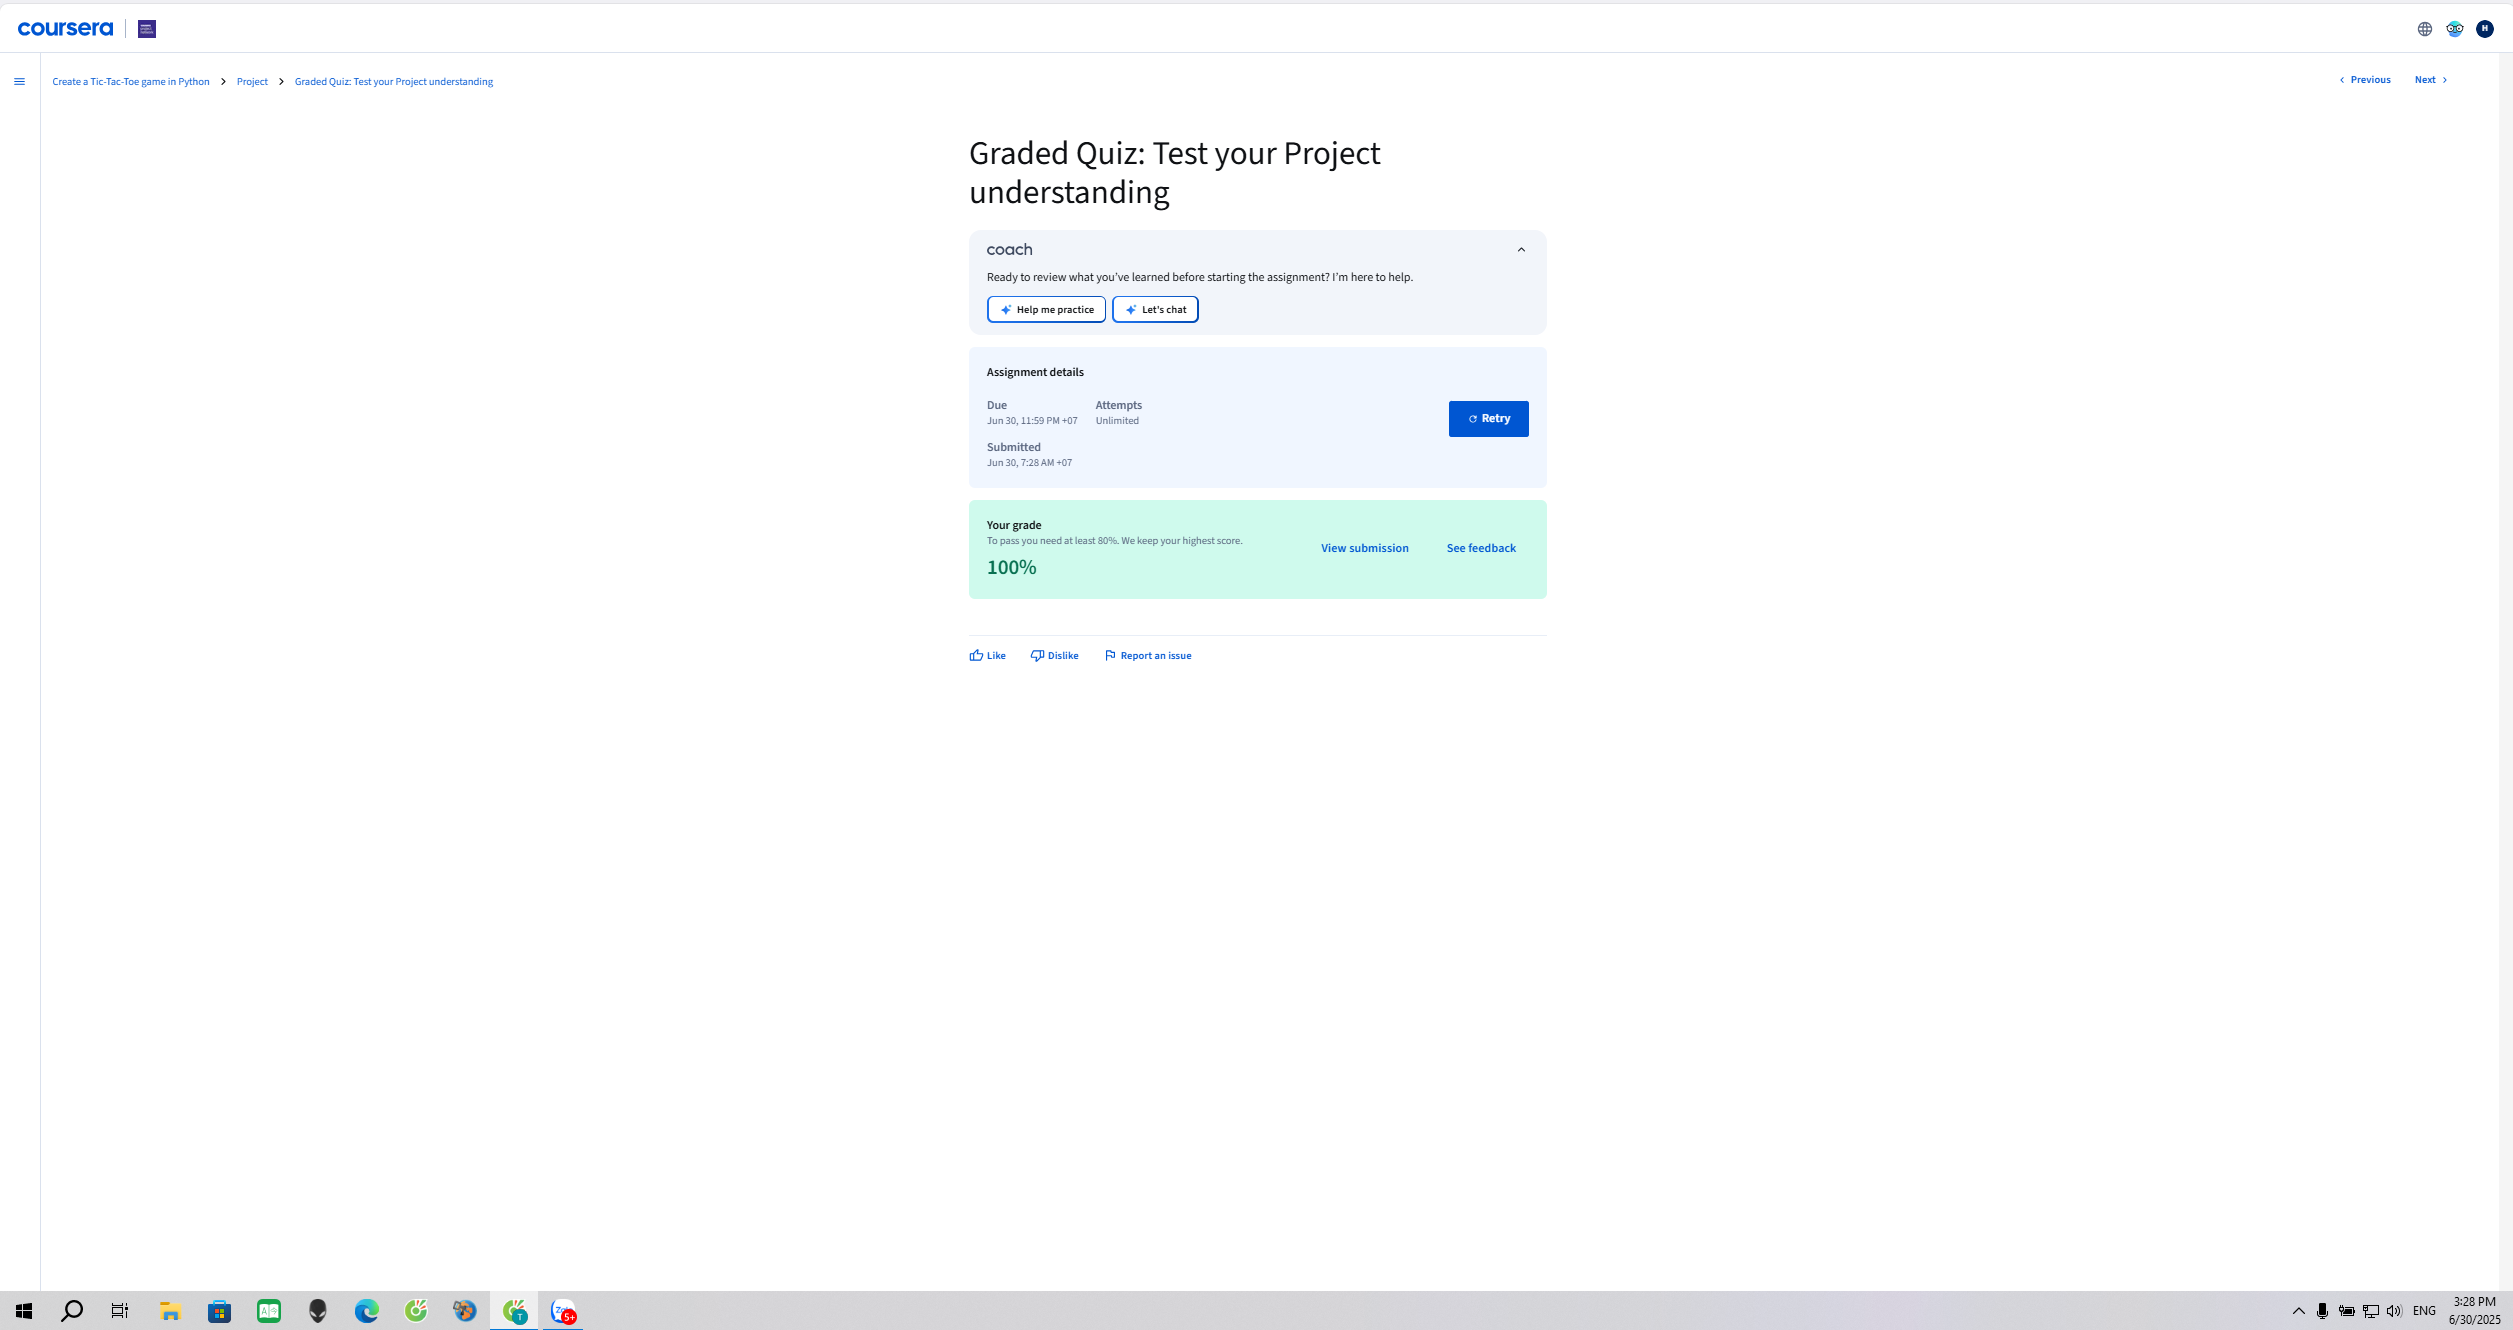 coursera
H
Create a Tic-Tac-Toe game in Python > Project > Graded Quiz: Test your Project understanding
< Previous Next >
Graded Quiz: Test your Project
understanding
coach
Ready to review what you've learned before starting the assignment? I'm here to help.
Help me practice Let's chat
Assignment details
Due Attempts
Jun 30, 11:59 PM +07 Unlimited
Retry
Submitted
Jun 30, 7:28 AM +07
Your grade
To pass you need at least 80%. We keep your highest score.
View submission See feedback
100%
Like Dislike Report an issue
T
5+
ENG
3:28 PM
6/30/2025